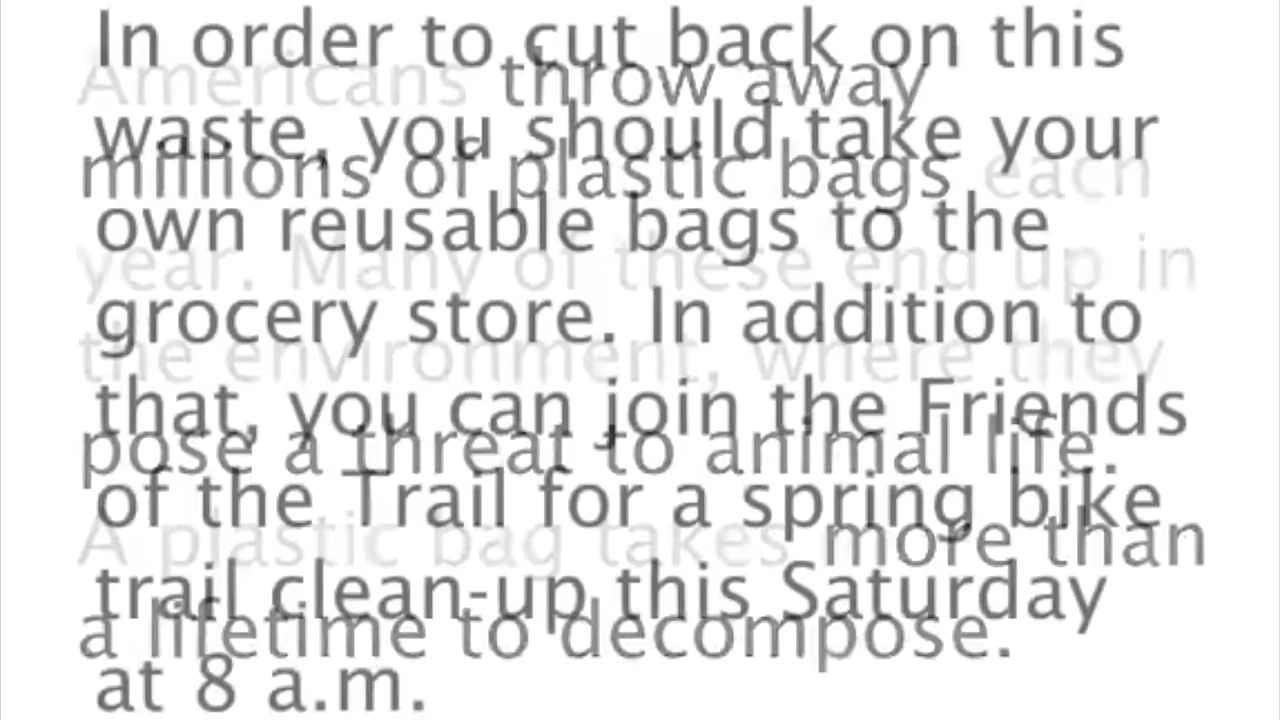 In order to cut back on this
Americans throw away
waste, you should take your
millions of plastic bags each
own reusable bags to the
year. Many of these end up in
grocery store. In addition to
the environment, where they
that, you can join the Friends
pose a threat to animal life.
of the Trail for a spring bike
A plastic bag takes more than
trail clean-up this Saturday
a lifetime to decompose.
at 8 a.m.